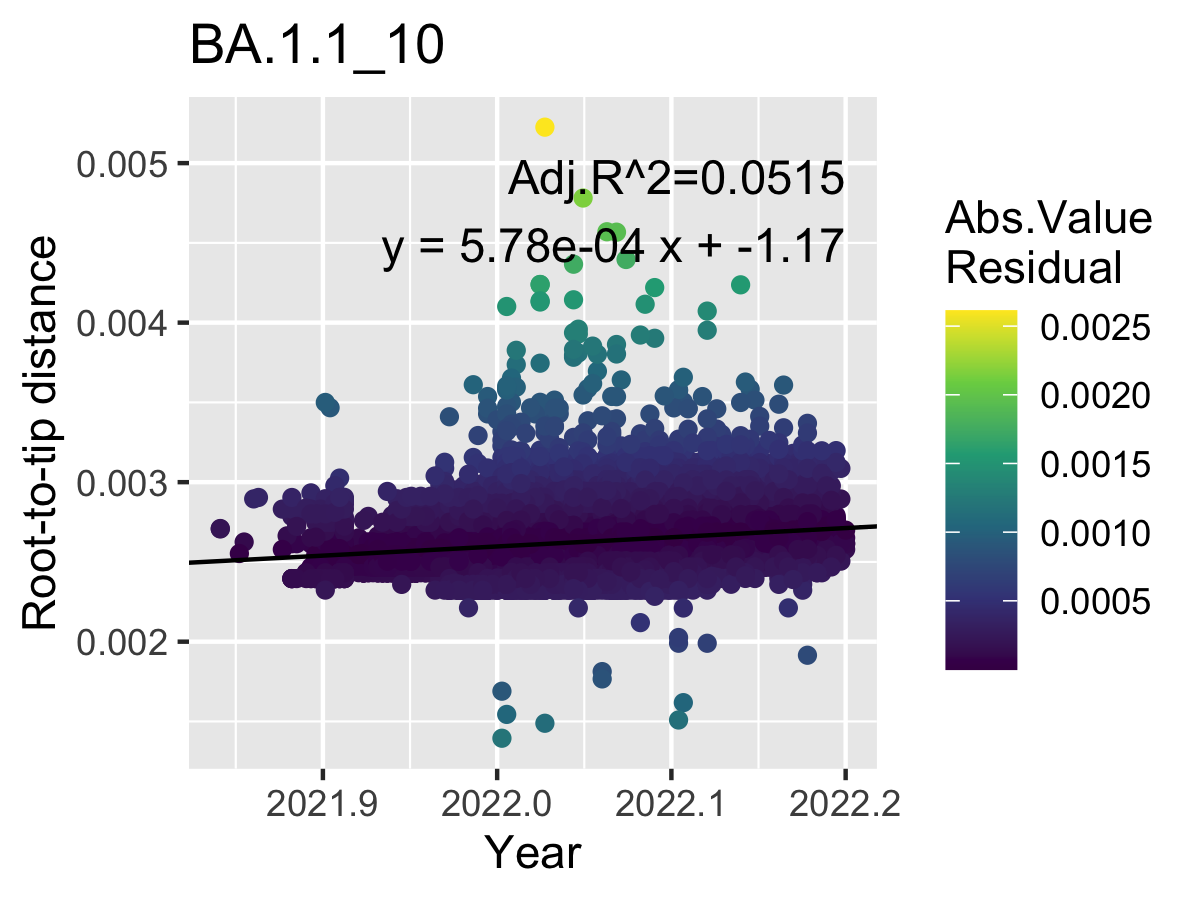 BA.1.1_10
Adj.R^2=0.0515
y = 5.78e-04 x + -1.17
Root-to-tip distance
0.005
0.004
0.003
0.002
2021.9
2022.0
2022.1
2022.2
Year
Abs.Value
Residual
0.0025
0.0020
0.0015
0.0010
0.0005